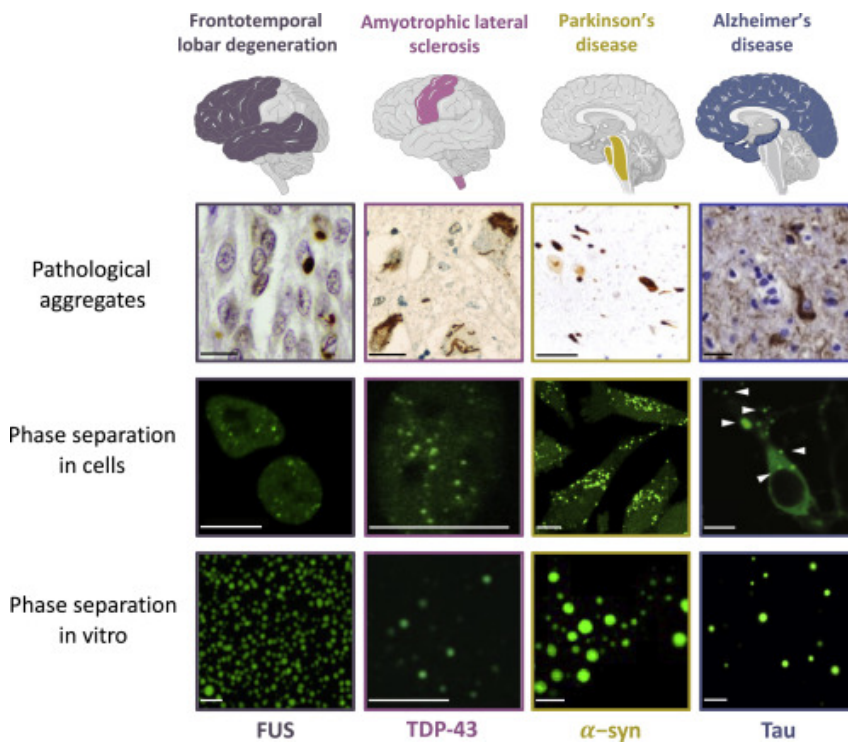 Frontotemporal
lobar degeneration
Amyotrophic lateral
sclerosis
Parkinson's
disease
Alzheimer's
disease
Pathological
aggregates
Phase separation
in cells
Phase separation
in vitro
FUS
TDP-43
α−syn
Tau